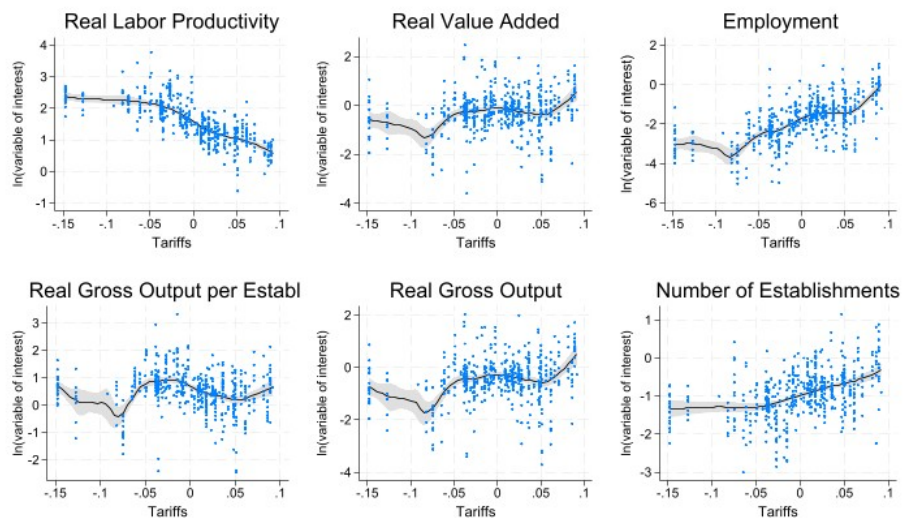 Real Labor Productivity
ln(variable of interest)
4
3
2
1
0
-1
-.15 -.1 -.05 0 .05 .1
Tariffs
Real Value Added
ln(variable of interest)
2
0
-2
-4
-.15 -.1 -.05 0 .05 .1
Tariffs
Employment
ln(variable of interest)
2
0
-2
-4
-6
-.15 -.1 -.05 0 .05 .1
Tariffs
Real Gross Output per Establ
ln(variable of interest)
3
2
1
0
-1
-2
-.15 -.1 -.05 0 .05 .1
Tariffs
Real Gross Output
ln(variable of interest)
2
0
-2
-4
-.15 -.1 -.05 0 .05 .1
Tariffs
Number of Establishments
ln(variable of interest)
1
0
-1
-2
-3
-.15 -.1 -.05 0 .05 .1
Tariffs